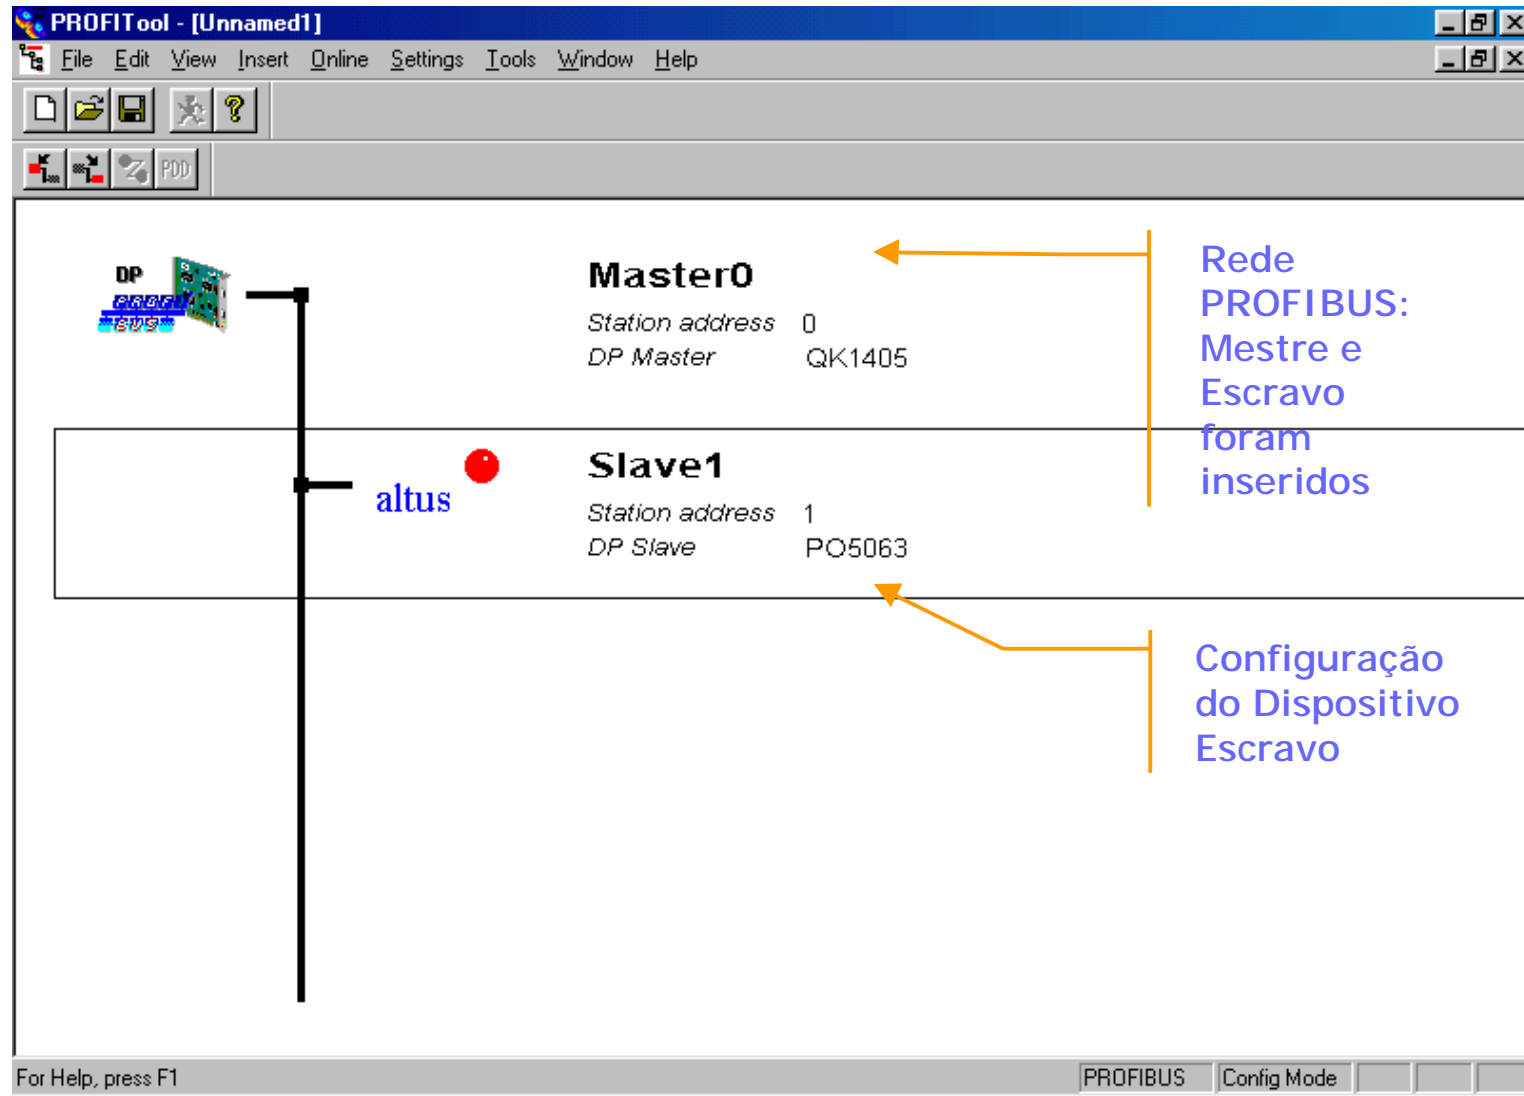 PROFITool - [Unnamed1]
File Edit View Insert Online Settings Tools Window Help
PDD
DP
Master0
Station address 0
DP Master QK1405
Rede
PROFIBUS:
Mestre e
Escravo
foram
inseridos
altus
Slave1
Station address 1
DP Slave PO5063
Configuração
do Dispositivo
Escravo
For Help, press F1
PROFIBUS
Config Mode